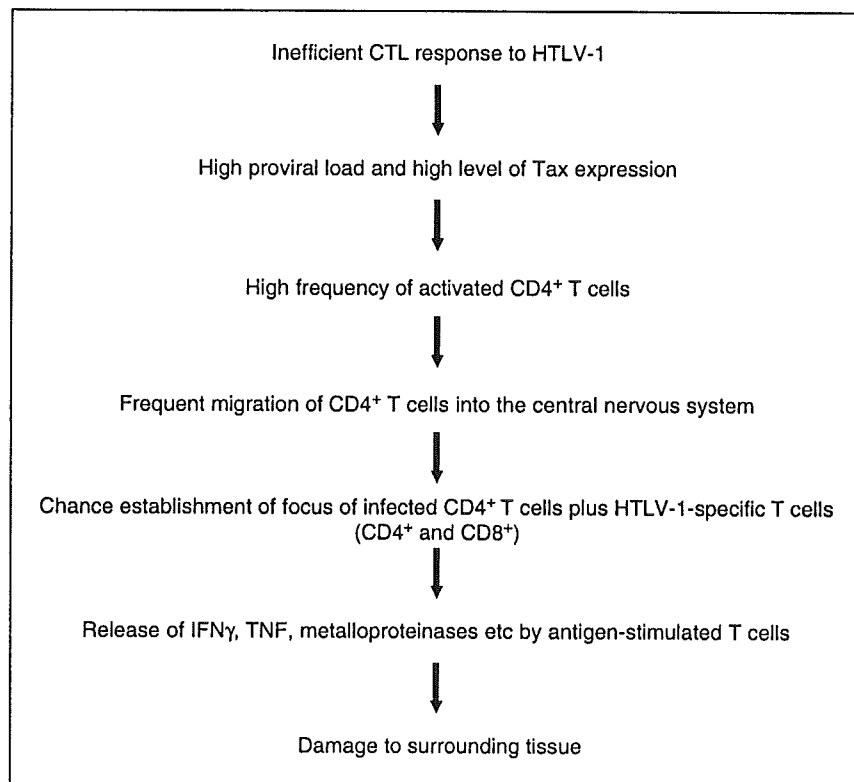 Inefficient CTL response to HTLV-1
High proviral load and high level of Tax expression
High frequency of activated CD4⁺ T cells
Frequent migration of CD4⁺ T cells into the central nervous system
Chance establishment of focus of infected CD4⁺ T cells plus HTLV-1-specific T cells
(CD4⁺ and CD8⁺)
Release of IFNγ, TNF, metalloproteinases etc by antigen-stimulated T cells
Damage to surrounding tissue